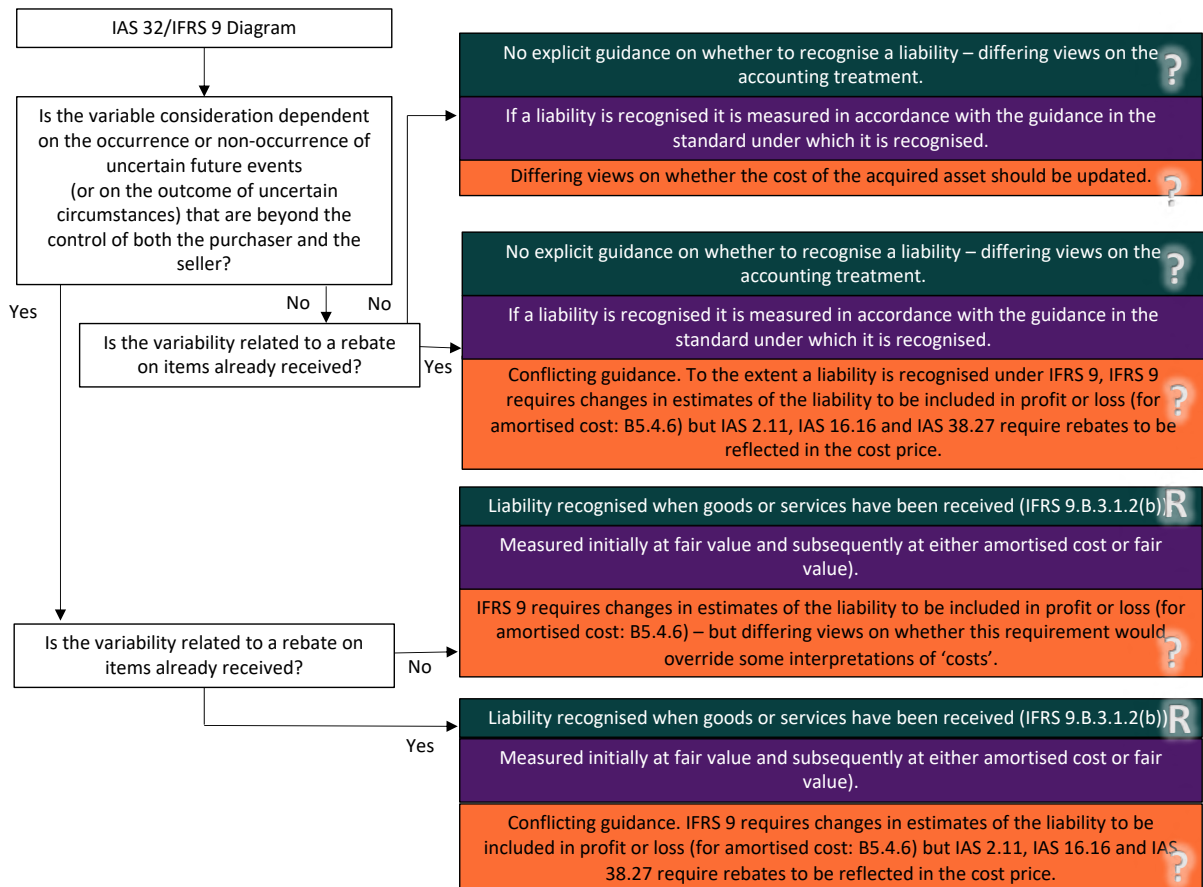 IAS 32/IFRS 9 Diagram
Is the variable consideration dependent
on the occurrence or non-occurrence of
uncertain future events
(or on the outcome of uncertain
circumstances) that are beyond the
control of both the purchaser and the
seller?
Yes
No
No
Is the variability related to a rebate
on items already received?
Yes
No explicit guidance on whether to recognise a liability – differing views on the
accounting treatment.
?
If a liability is recognised it is measured in accordance with the guidance in the
standard under which it is recognised.
Differing views on whether the cost of the acquired asset should be updated.
?
No explicit guidance on whether to recognise a liability – differing views on the
accounting treatment.
?
If a liability is recognised it is measured in accordance with the guidance in the
standard under which it is recognised.
Conflicting guidance. To the extent a liability is recognised under IFRS 9, IFRS 9
requires changes in estimates of the liability to be included in profit or loss (for
amortised cost: B5.4.6) but IAS 2.11, IAS 16.16 and IAS 38.27 require rebates to be
reflected in the cost price.
?
Is the variability related to a rebate on
items already received?
No
Yes
Liability recognised when goods or services have been received (IFRS 9.B.3.1.2(b))
R
Measured initially at fair value and subsequently at either amortised cost or fair
value).
IFRS 9 requires changes in estimates of the liability to be included in profit or loss (for
amortised cost: B5.4.6) – but differing views on whether this requirement would
override some interpretations of ‘costs’.
?
Liability recognised when goods or services have been received (IFRS 9.B.3.1.2(b))
R
Measured initially at fair value and subsequently at either amortised cost or fair
value).
Conflicting guidance. IFRS 9 requires changes in estimates of the liability to be
included in profit or loss (for amortised cost: B5.4.6) but IAS 2.11, IAS 16.16 and IAS
38.27 require rebates to be reflected in the cost price.
?